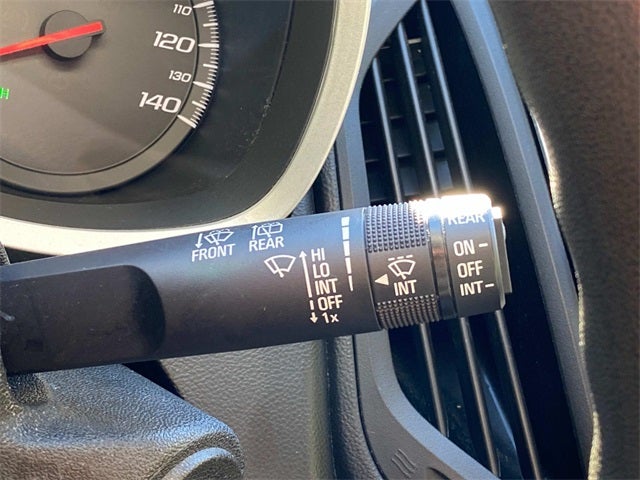 110
120
130
140
FRONT
REAR
HI
LO
INT
OFF
1x
INT
REAR
ON
OFF
INT